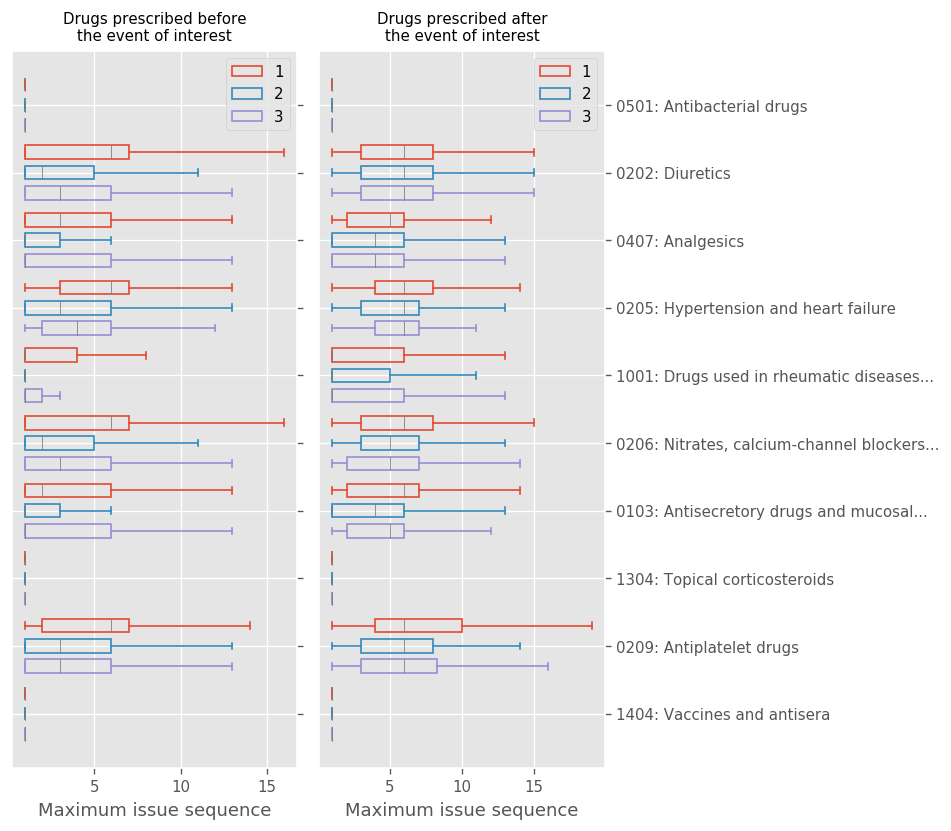 Drugs prescribed before
the event of interest
Drugs prescribed after
the event of interest
1
2
3
1
2
3
0501: Antibacterial drugs
0202: Diuretics
0407: Analgesics
0205: Hypertension and heart failure
1001: Drugs used in rheumatic diseases...
0206: Nitrates, calcium-channel blockers...
0103: Antisecretory drugs and mucosal...
1304: Topical corticosteroids
0209: Antiplatelet drugs
1404: Vaccines and antisera
5 10 15
5 10 15
Maximum issue sequence
Maximum issue sequence